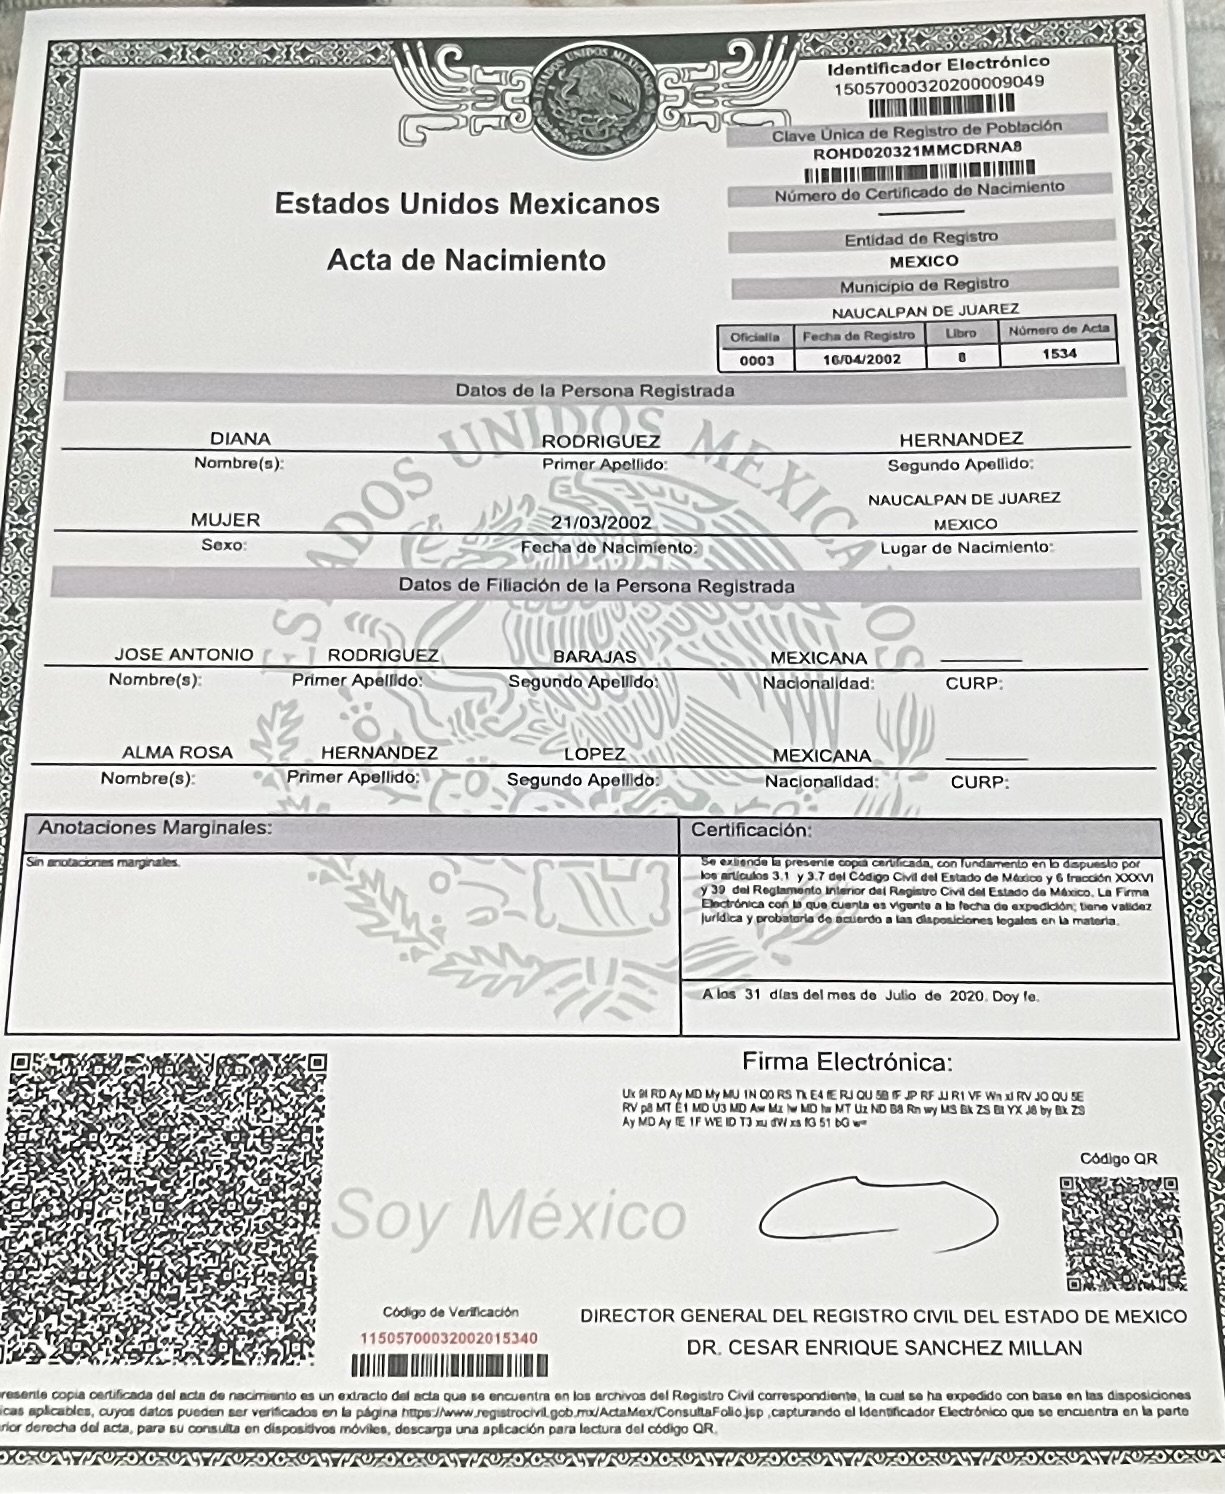 ESTADOS UNIDOS MEXICANOS
Identificador Electrónico
15057000320200009049
Clave Única de Registro de Población
ROHD020321MMCDRNA8
Número de Certificado de Nacimiento
Estados Unidos Mexicanos
Acta de Nacimiento
Entidad de Registro
MEXICO
Municipio de Registro
NAUCALPAN DE JUAREZ
Oficialía Fecha de Registro Libro Número de Acta
0003 16/04/2002 8 1534
Datos de la Persona Registrada
ESTADOS UNIDOS MEXICANOS
DIANA RODRIGUEZ HERNANDEZ
Nombre(s): Primer Apellido: Segundo Apellido:
NAUCALPAN DE JUAREZ
MUJER 21/03/2002 MEXICO
Sexo: Fecha de Nacimiento: Lugar de Nacimiento:
Datos de Filiación de la Persona Registrada
JOSE ANTONIO RODRIGUEZ BARAJAS MEXICANA
Nombre(s): Primer Apellido: Segundo Apellido: Nacionalidad: CURP:
ALMA ROSA HERNANDEZ LOPEZ MEXICANA
Nombre(s): Primer Apellido: Segundo Apellido: Nacionalidad: CURP:
Anotaciones Marginales:
Sin anotaciones marginales.
Certificación:
Se extiende la presente copia certificada, con fundamento en lo dispuesto por
los artículos 3.1 y 3.7 del Código Civil del Estado de México y 6 fracción XXXVI
y 39 del Reglamento Interior del Registro Civil del Estado de México. La Firma
Electrónica con la que cuenta es vigente a la fecha de expedición; tiene validez
jurídica y probatoria de acuerdo a las disposiciones legales en la materia.
A los 31 días del mes de Julio de 2020. Doy fe.
Firma Electrónica:
Código QR
Soy México
Código de Verificación
11505700032002015340
DIRECTOR GENERAL DEL REGISTRO CIVIL DEL ESTADO DE MEXICO
DR. CESAR ENRIQUE SANCHEZ MILLAN
resente copia certificada del acta de nacimiento es un extracto del acta que se encuentra en los archivos del Registro Civil correspondiente, la cual se ha expedido con base en las disposiciones
icas aplicables, cuyos datos pueden ser verificados en la página https://www.registrocivil.gob.mx/ActaMex/ConsultaFolio.jsp ,capturando el Identificador Electrónico que se encuentra en la parte
rior derecha del acta, para su consulta en dispositivos móviles, descarga una aplicación para lectura del código QR.